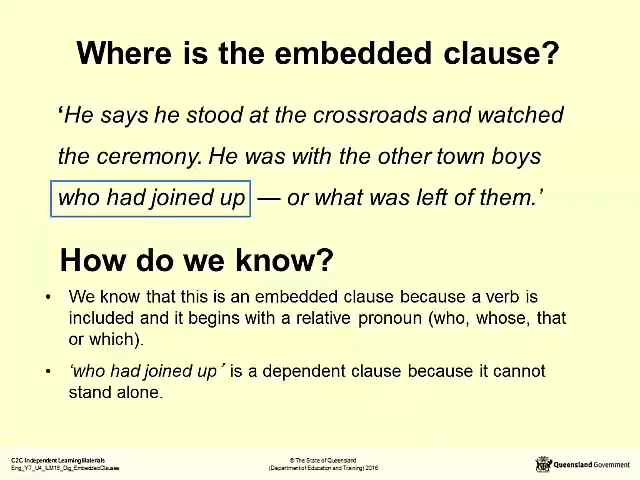 Where is the embedded clause?
‘He says he stood at the crossroads and watched
the ceremony. He was with the other town boys
who had joined up — or what was left of them.’
How do we know?
• We know that this is an embedded clause because a verb is
included and it begins with a relative pronoun (who, whose, that
or which).
• ‘who had joined up’ is a dependent clause because it cannot
stand alone.
C2C Independent Learning Materials
Eng_Y7_U4_ILM16_Dig_EmbeddedClauses
© The State of Queensland
(Department of Education and Training) 2016
Queensland Government